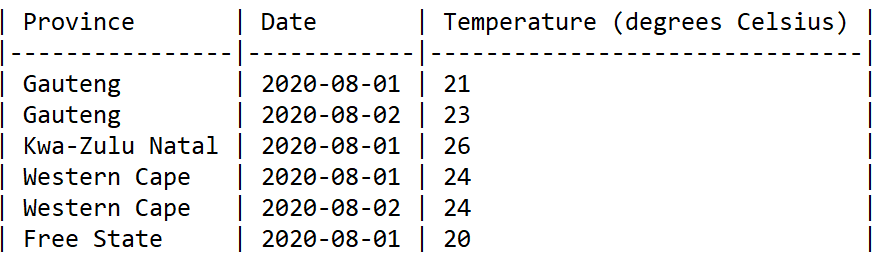 | Province       | Date       | Temperature (degrees Celsius) |
|----------------|------------|-------------------------------|
| Gauteng        | 2020-08-01 | 21                            |
| Gauteng        | 2020-08-02 | 23                            |
| Kwa-Zulu Natal | 2020-08-01 | 26                            |
| Western Cape   | 2020-08-01 | 24                            |
| Western Cape   | 2020-08-02 | 24                            |
| Free State     | 2020-08-01 | 20                            |